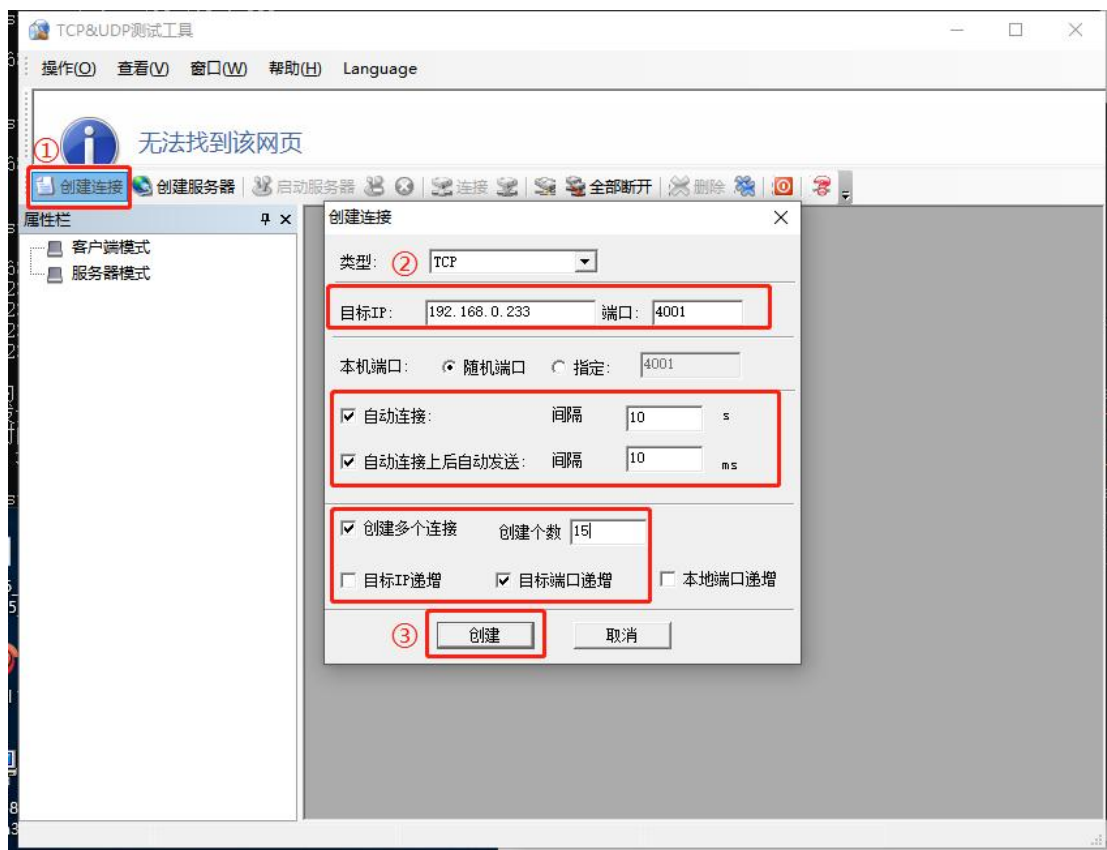 TCP&UDP测试工具
操作(O) 查看(V) 窗口(W) 帮助(H) Language
无法找到该网页
①
创建连接 创建服务器 启动服务器 连接 全部断开 删除
属性栏
客户端模式
服务器模式
创建连接
类型: ② TCP
目标IP: 192.168.0.233 端口: 4001
本机端口: 随机端口 指定: 4001
自动连接: 间隔 10 s
自动连接上后自动发送: 间隔 10 ms
创建多个连接 创建个数 15
目标IP递增 目标端口递增 本地端口递增
③ 创建 取消